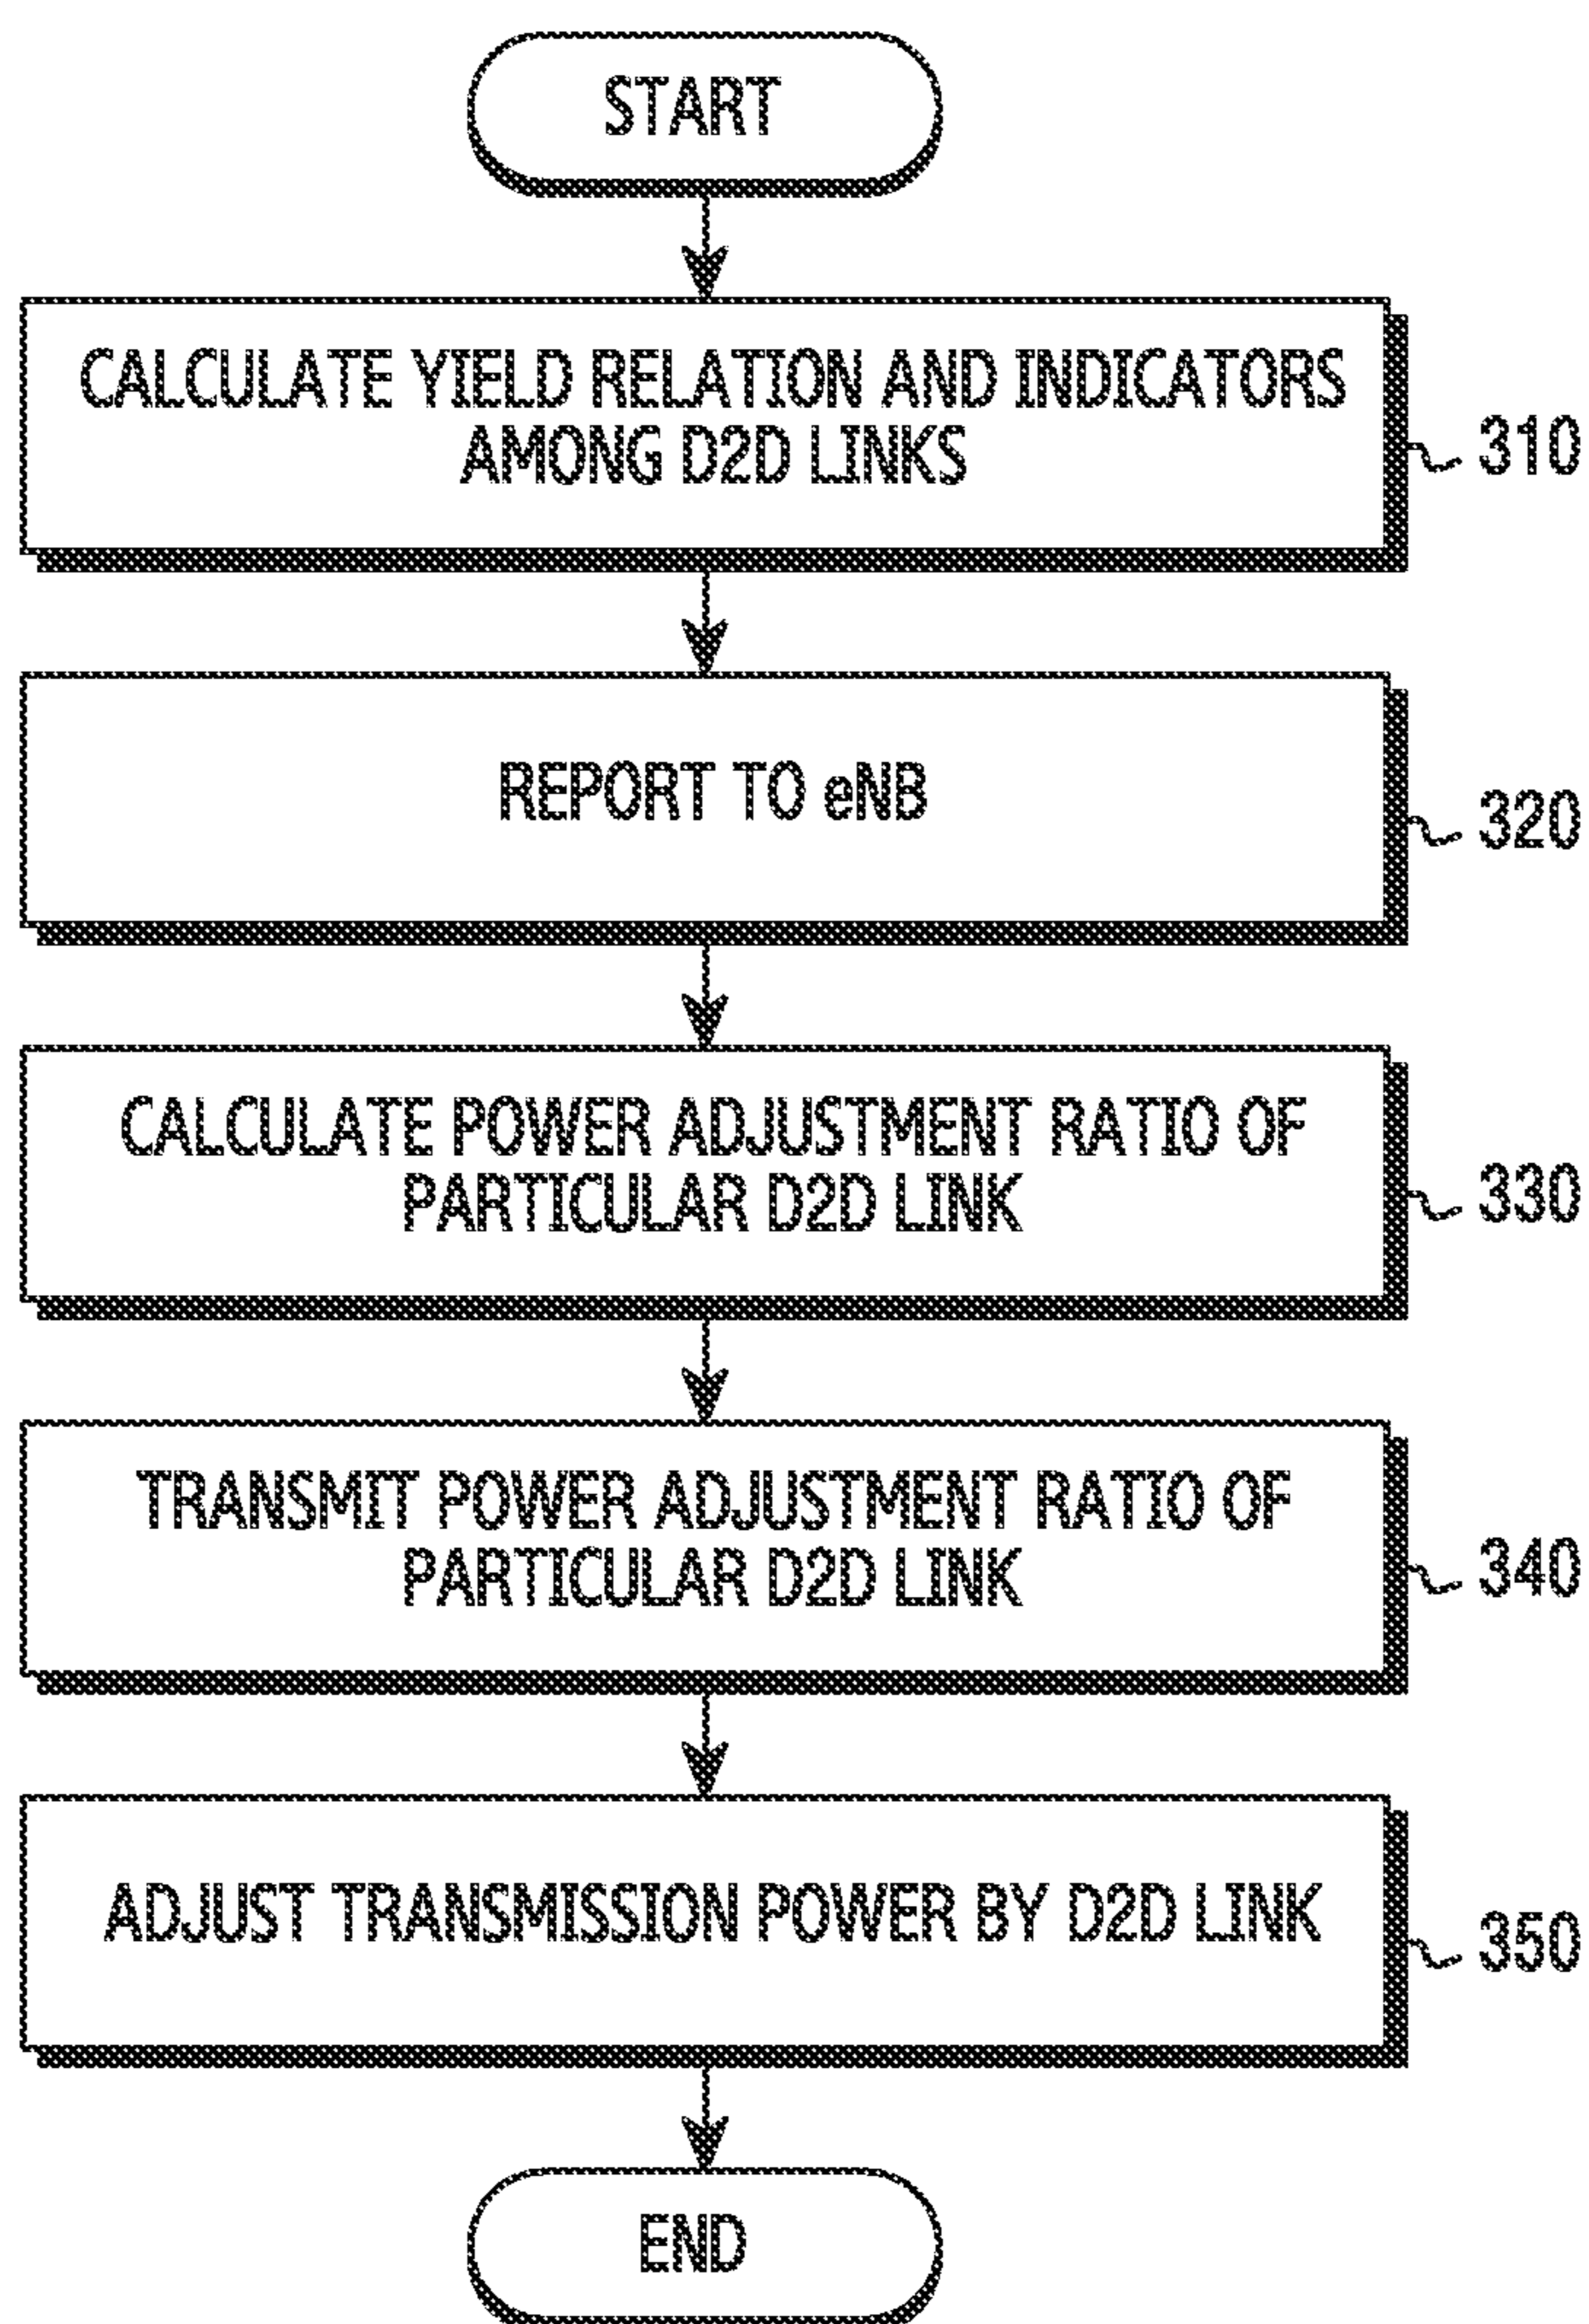 START
CALCULATE YIELD RELATION AND INDICATORS
AMONG D2D LINKS
310
REPORT TO eNB
320
CALCULATE POWER ADJUSTMENT RATIO OF
PARTICULAR D2D LINK
330
TRANSMIT POWER ADJUSTMENT RATIO OF
PARTICULAR D2D LINK
340
ADJUST TRANSMISSION POWER BY D2D LINK
350
END